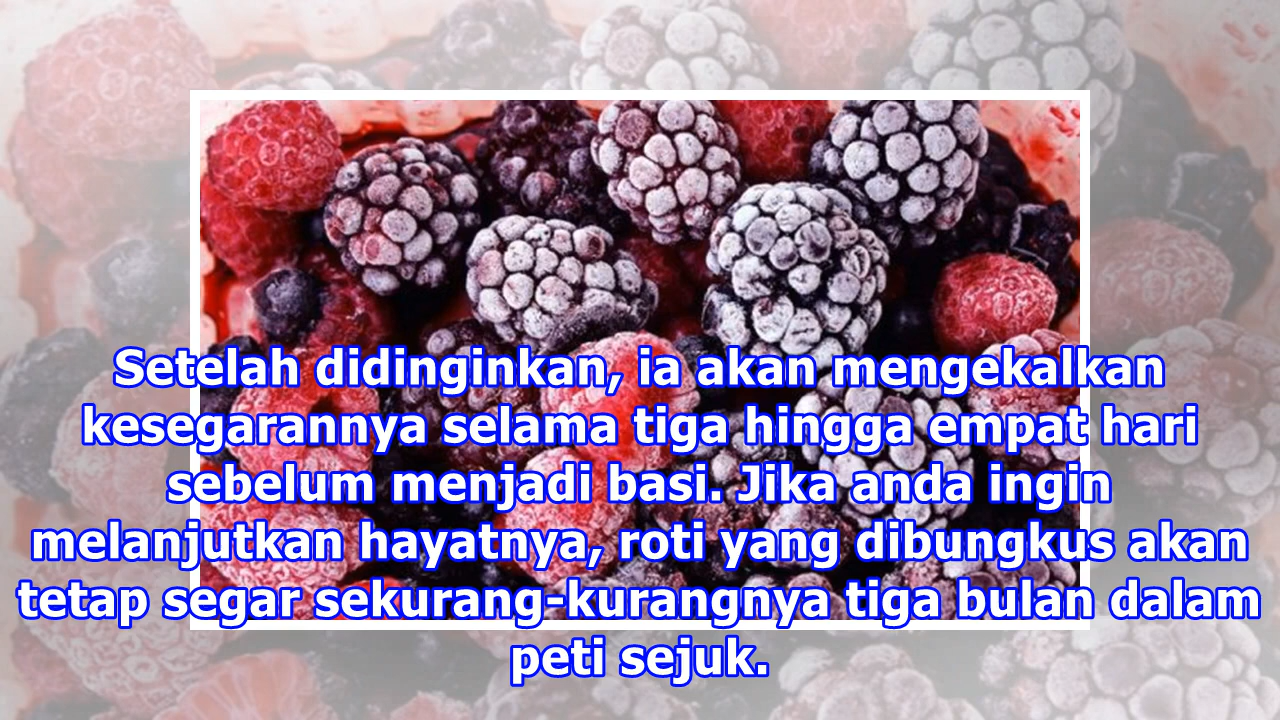 Setelah didinginkan, ia akan mengekalkan
kesegarannya selama tiga hingga empat hari
sebelum menjadi basi. Jika anda ingin
melanjutkan hayatnya, roti yang dibungkus akan
tetap segar sekurang-kurangnya tiga bulan dalam
peti sejuk.